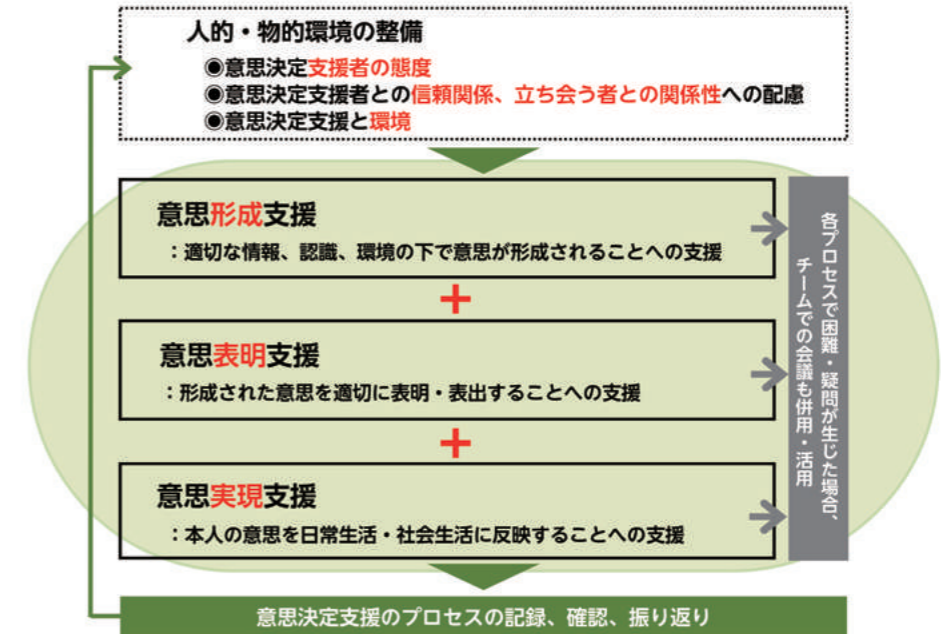 人的・物的環境の整備
◉意思決定支援者の態度
◉意思決定支援者との信頼関係、立ち会う者との関係性への配慮
◉意思決定支援と環境
意思形成支援
：適切な情報、認識、環境の下で意思が形成されることへの支援
+
意思表明支援
：形成された意思を適切に表明・表出することへの支援
+
意思実現支援
：本人の意思を日常生活・社会生活に反映することへの支援
各プロセスで困難・疑問が生じた場合、
チームでの会議も併用・活用
意思決定支援のプロセスの記録、確認、振り返り